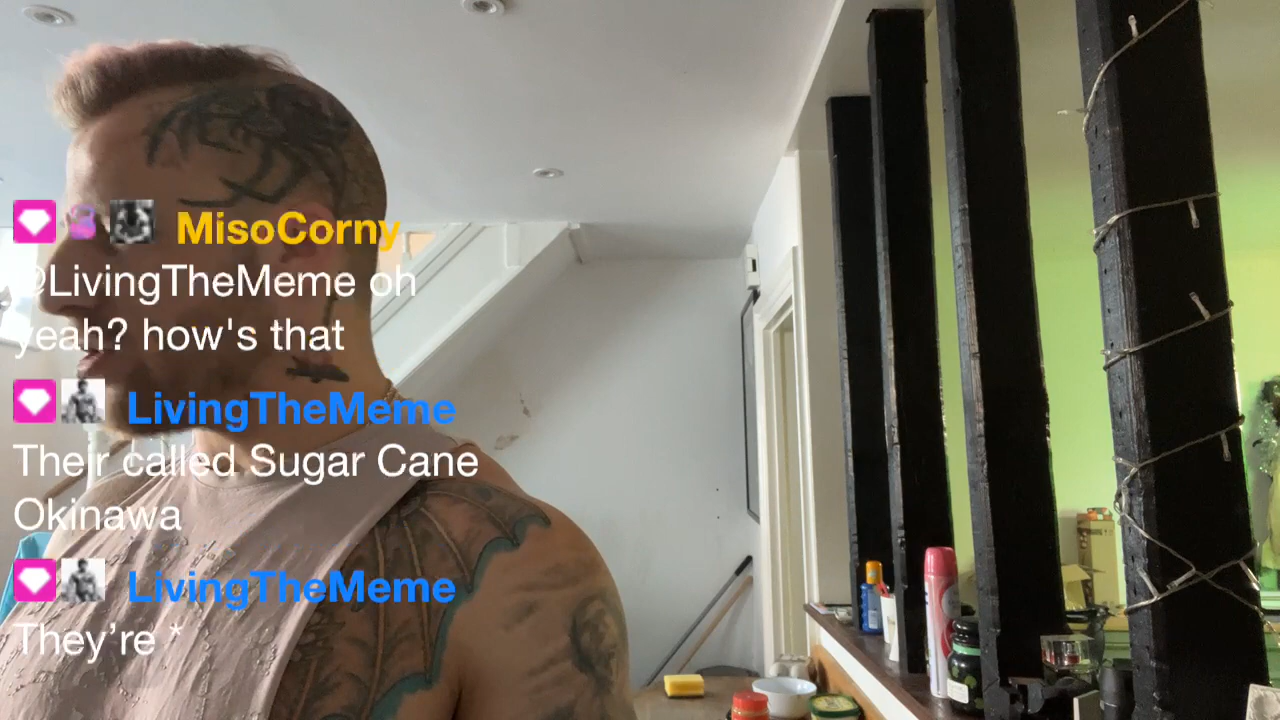 MisoCorny
@LivingTheMeme oh
yeah? how's that
LivingTheMeme
Their called Sugar Cane
Okinawa
LivingTheMeme
They’re *